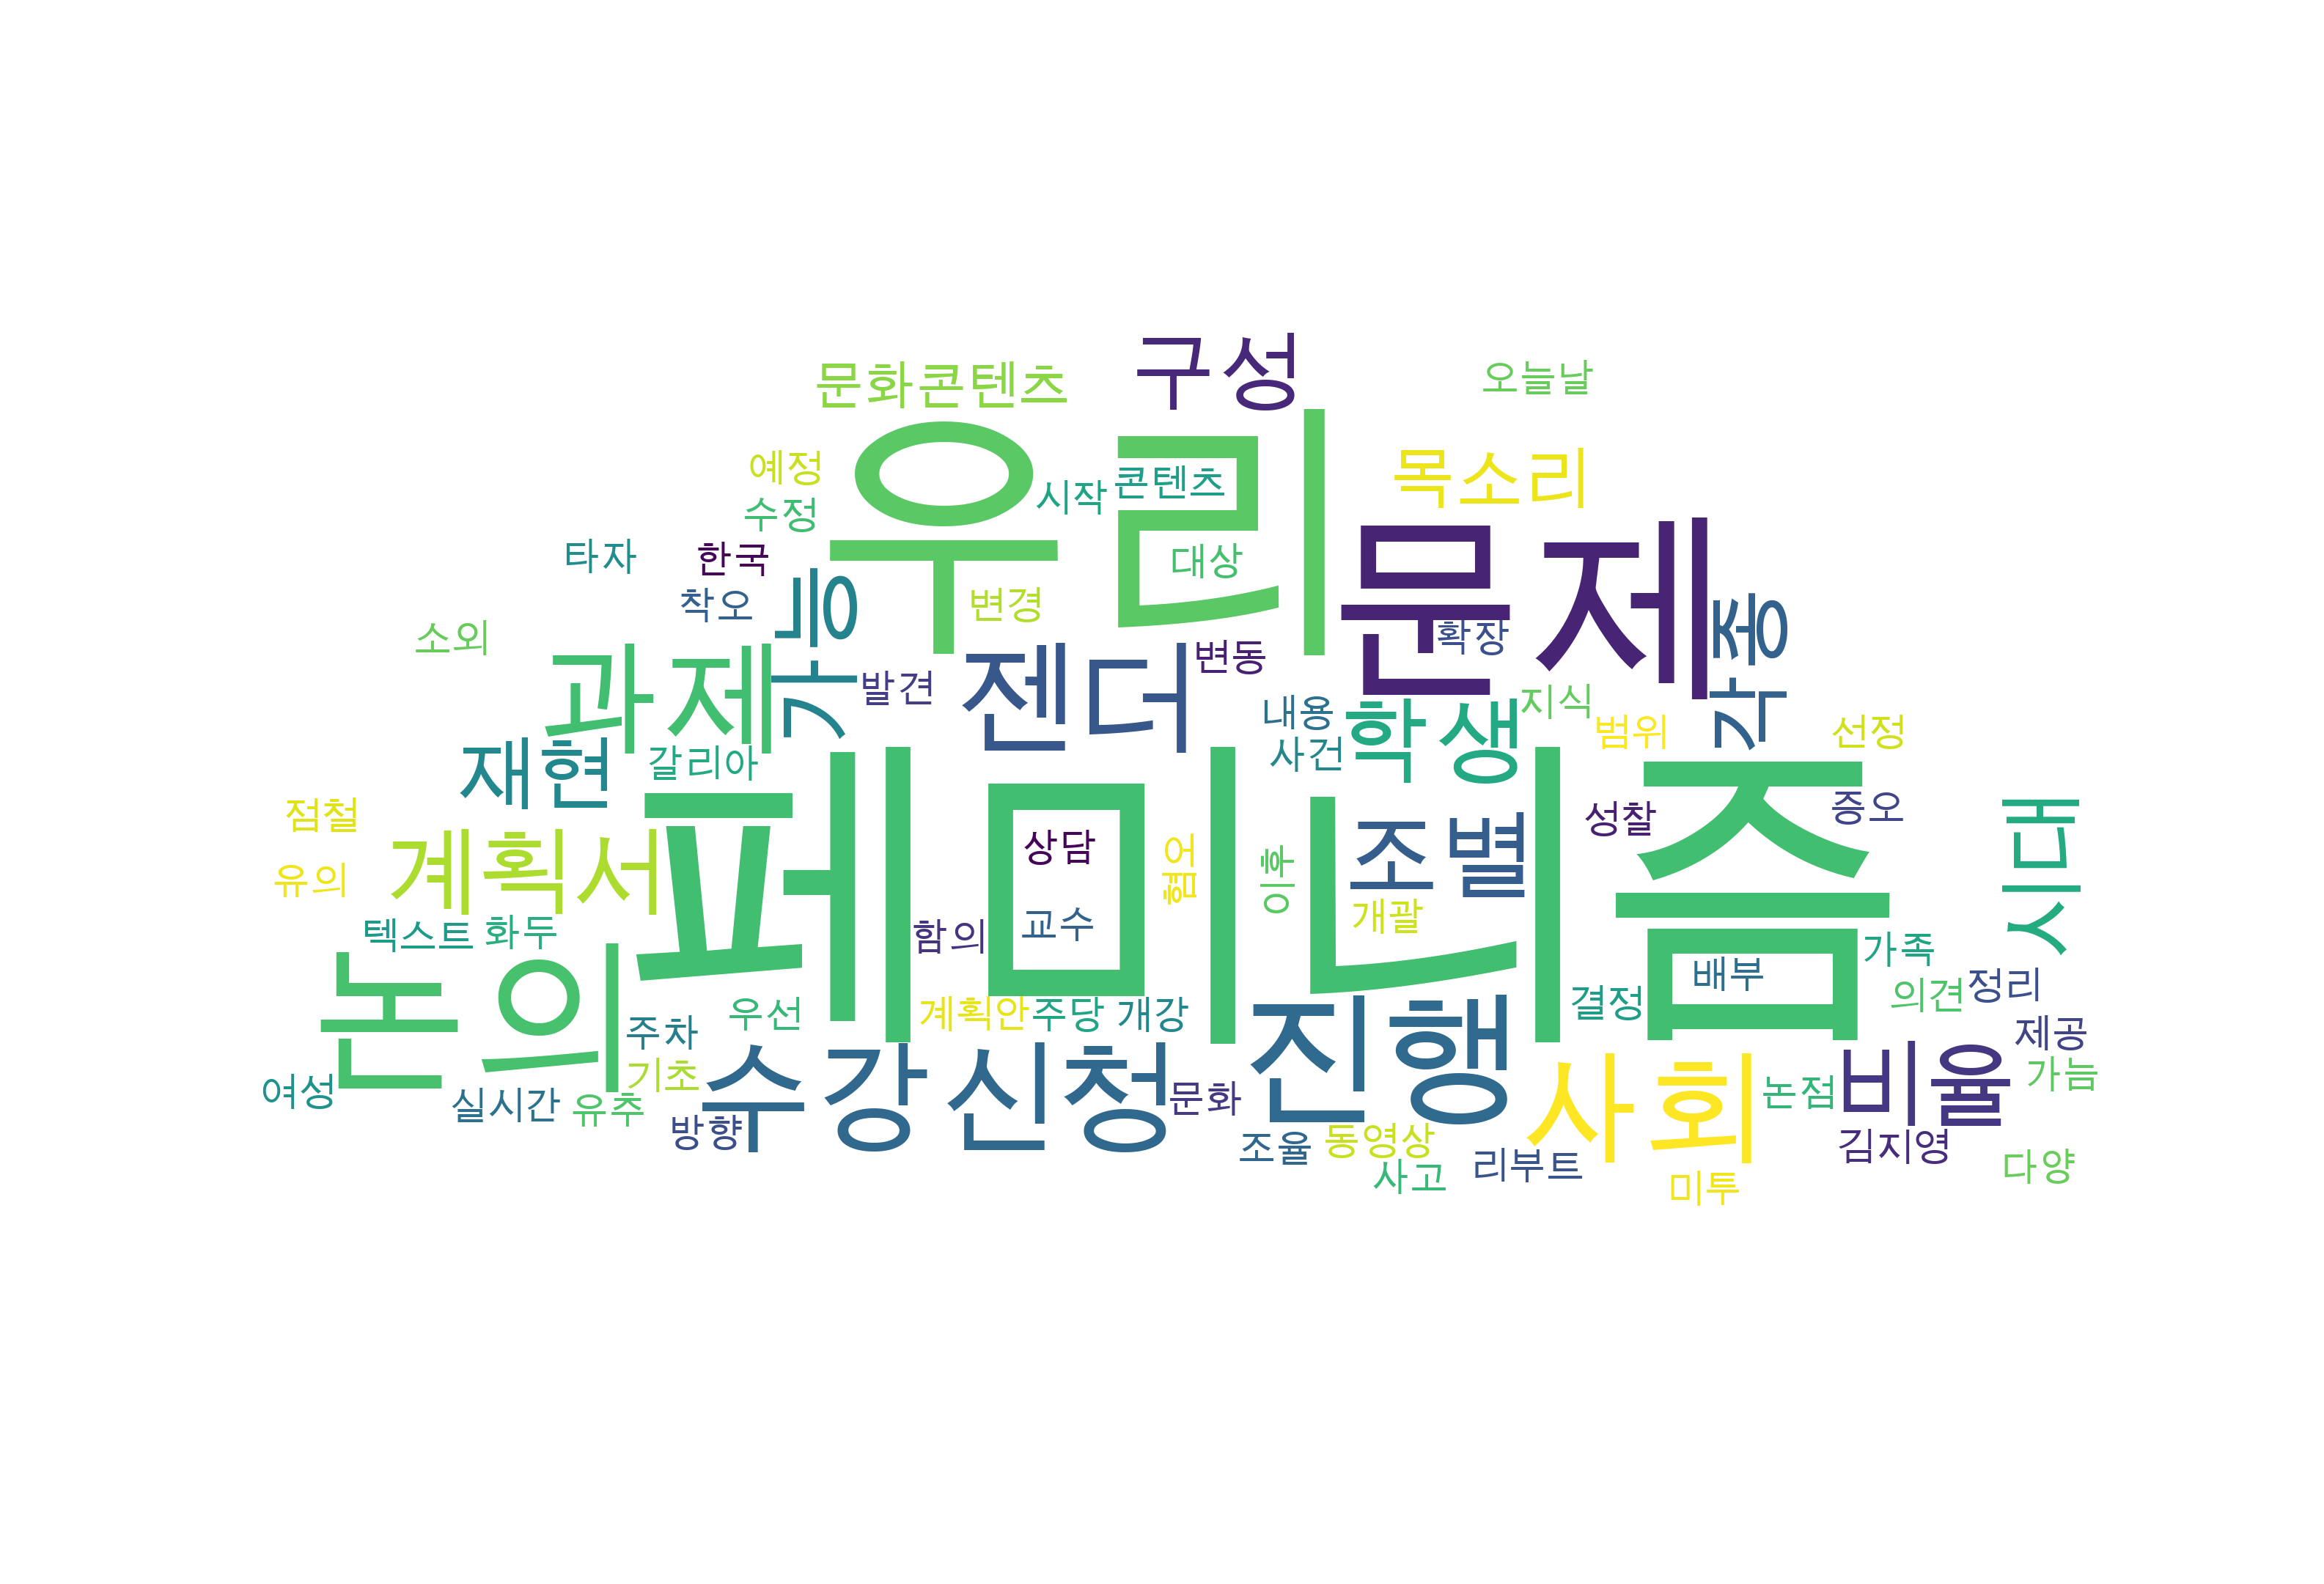 구성
문화콘텐츠
오늘날
우리
예정
시작
콘텐츠
목소리
수정
타자
한국
대상
문제
착오
가능
변경
각종
소외
확장
과제
발견
젠더
변동
내용
학생
지식
범위
선정
재현
갈리아
사건
페미니즘
점철
상담
조별
성찰
증오
시대
유의
계획서
혐어
이후
텍스트
화두
함의
교수
개괄
가족
논의
배부
의견
정리
주차
우선
계획안
주당
개강
진행
결정
제공
여성
실시간
유추
기초
수강신청
문화
사회
논점
비율
가늠
방향
조율
동영상
사고
리부트
미투
김지영
다양